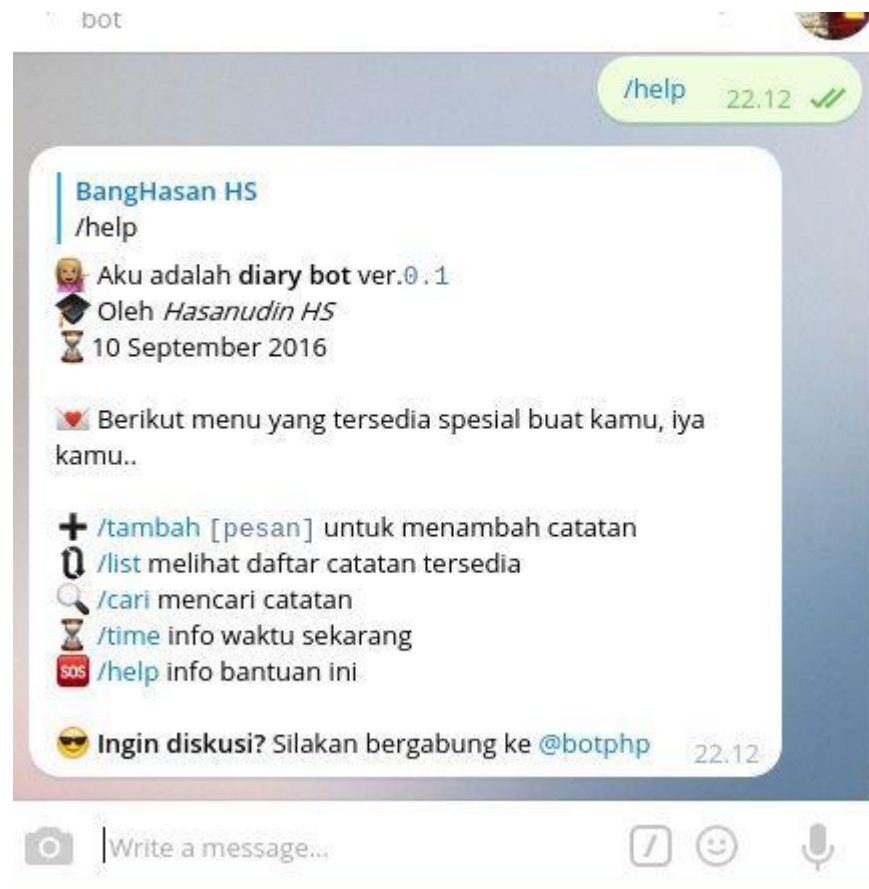 bot
/help 22.12
BangHasan HS
/help
Aku adalah diary bot ver.0.1
Oleh Hasanudin HS
10 September 2016
Berikut menu yang tersedia spesial buat kamu, iya
kamu..
/tambah [pesan] untuk menambah catatan
/list melihat daftar catatan tersedia
/cari mencari catatan
/time info waktu sekarang
SOS /help info bantuan ini
Ingin diskusi? Silakan bergabung ke @botphp 22.12
Write a message...